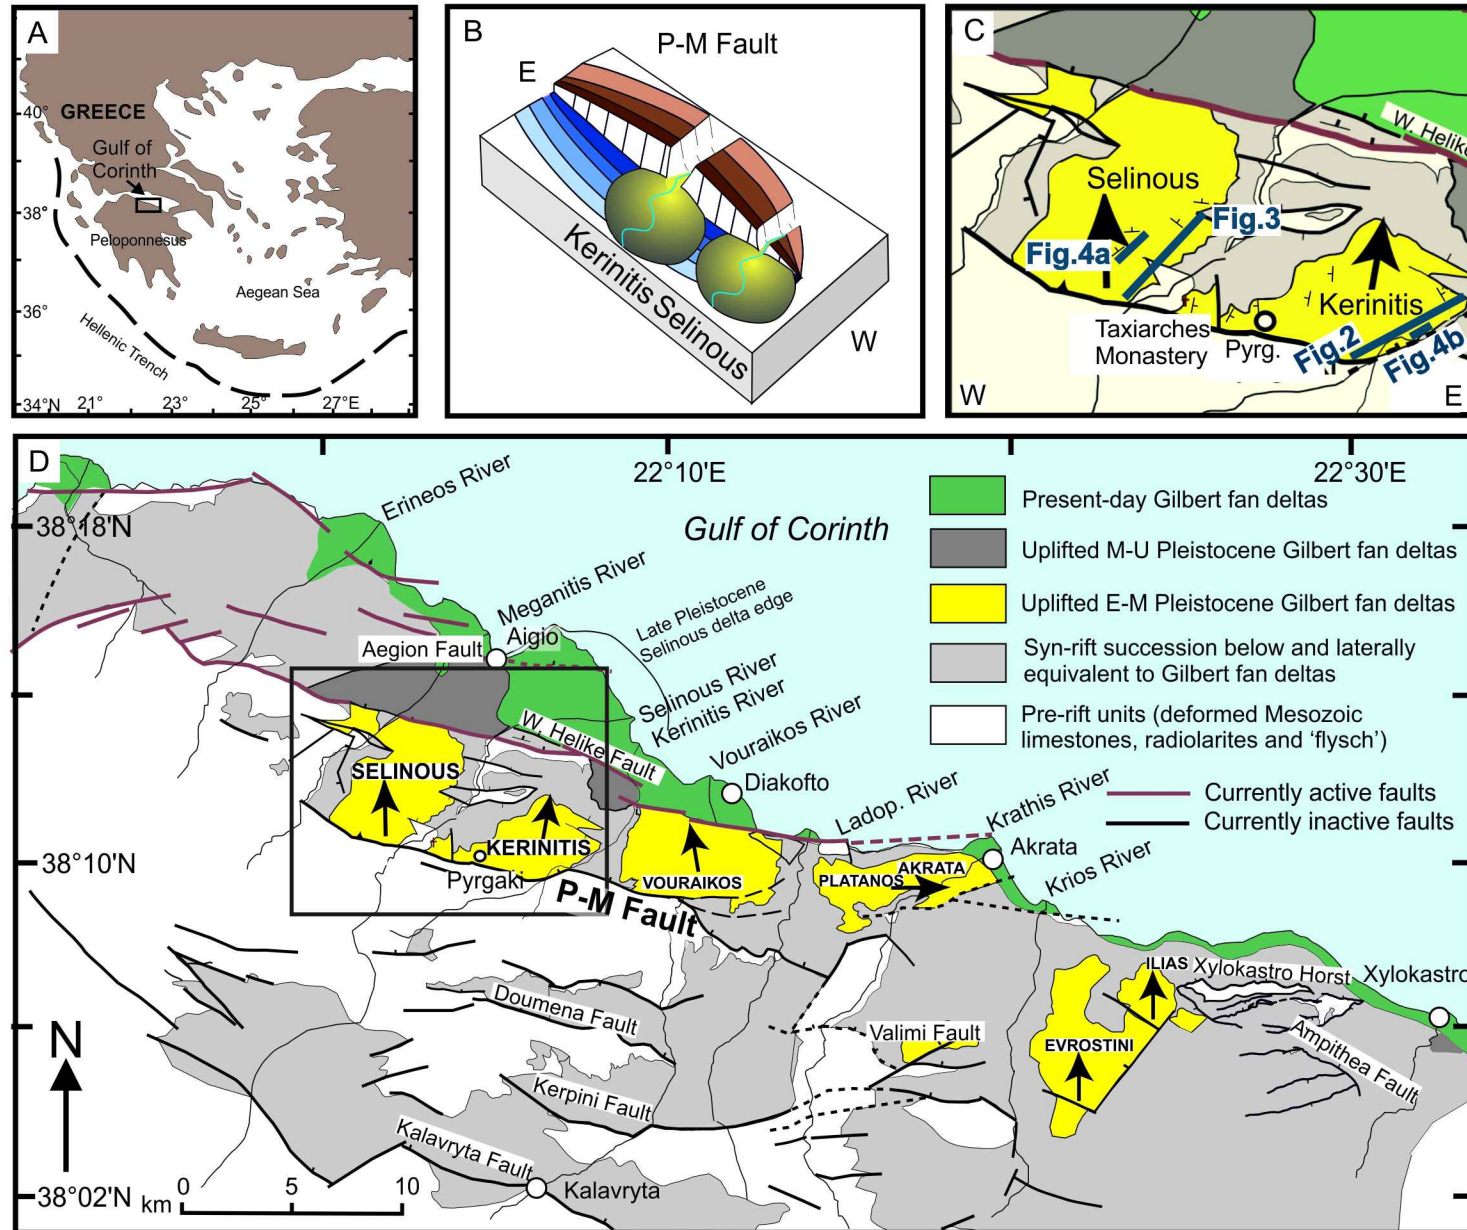 A
GREECE
Gulf of
Corinth
Peloponnesus
Aegean Sea
Hellenic Trench
40°
38°
36°
34°N
21°
23°
25°
27°E
B
P-M Fault
E
Kerinitis
Selinous
W
C
W. Helike
Selinous
Fig.3
Fig.4a
Kerinitis
Taxiarches
Monastery
Pyrg.
Fig.2
Fig.4b
W
E
D
22°10'E
22°30'E
38°18'N
38°10'N
38°02'N
Erineos River
Gulf of Corinth
Meganitis River
Late Pleistocene
Selinous delta edge
Aegion Fault
Aigio
Selinous River
Kerinitis River
Vouraikos River
W. Helike Fault
Diakofto
SELINOUS
KERINITIS
Pyrgaki
P-M Fault
VOURAIKOS
Ladop. River
Krathis River
Akrata
PLATANOS
AKRATA
Krios River
ILIAS
Xylokastro Horst
Xylokastro
EVROSTINI
Ampithea Fault
Valimi Fault
Doumena Fault
Kerpini Fault
Kalavryta Fault
Kalavryta
N
km
0
5
10
Present-day Gilbert fan deltas
Uplifted M-U Pleistocene Gilbert fan deltas
Uplifted E-M Pleistocene Gilbert fan deltas
Syn-rift succession below and laterally
equivalent to Gilbert fan deltas
Pre-rift units (deformed Mesozoic
limestones, radiolarites and ‘flysch’)
Currently active faults
Currently inactive faults